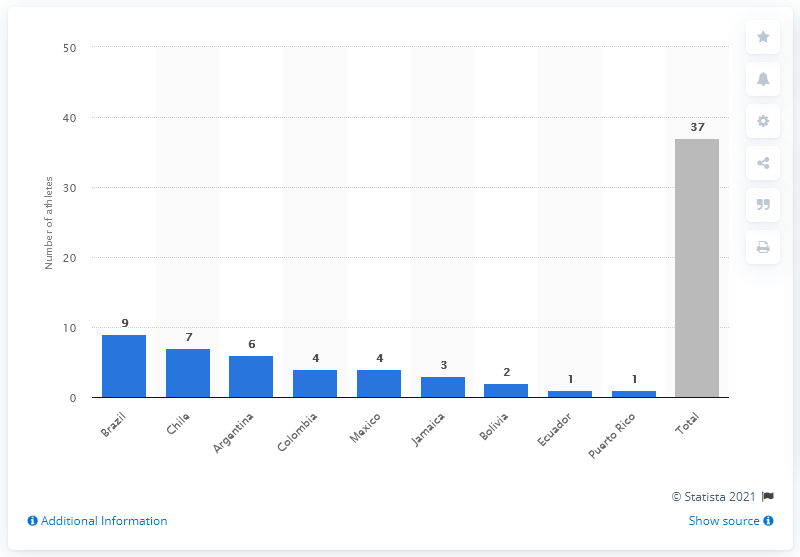 50
40
30
20
10
0
Number of athletes
9
7
6
4
4
3
2
1
1
37
Brazil
Chile
Argentina
Colombia
Mexico
Jamaica
Bolivia
Ecuador
Puerto Rico
Total
© Statista 2021
Additional Information
Show source